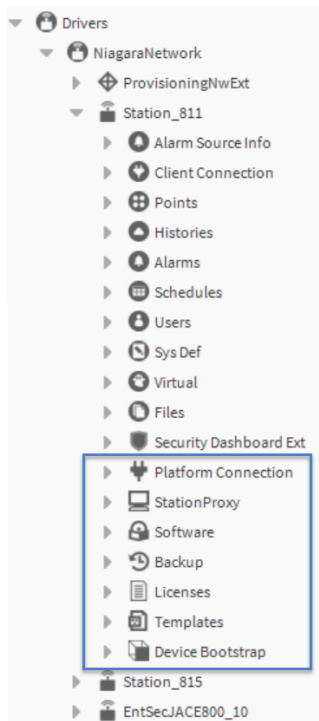 Drivers
NiagaraNetwork
ProvisioningNwExt
Station_811
Alarm Source Info
Client Connection
Points
Histories
Alarms
Schedules
Users
Sys Def
Virtual
Files
Security Dashboard Ext
Platform Connection
StationProxy
Software
Backup
Licenses
Templates
Device Bootstrap
Station_815
EntSecJACE800_10